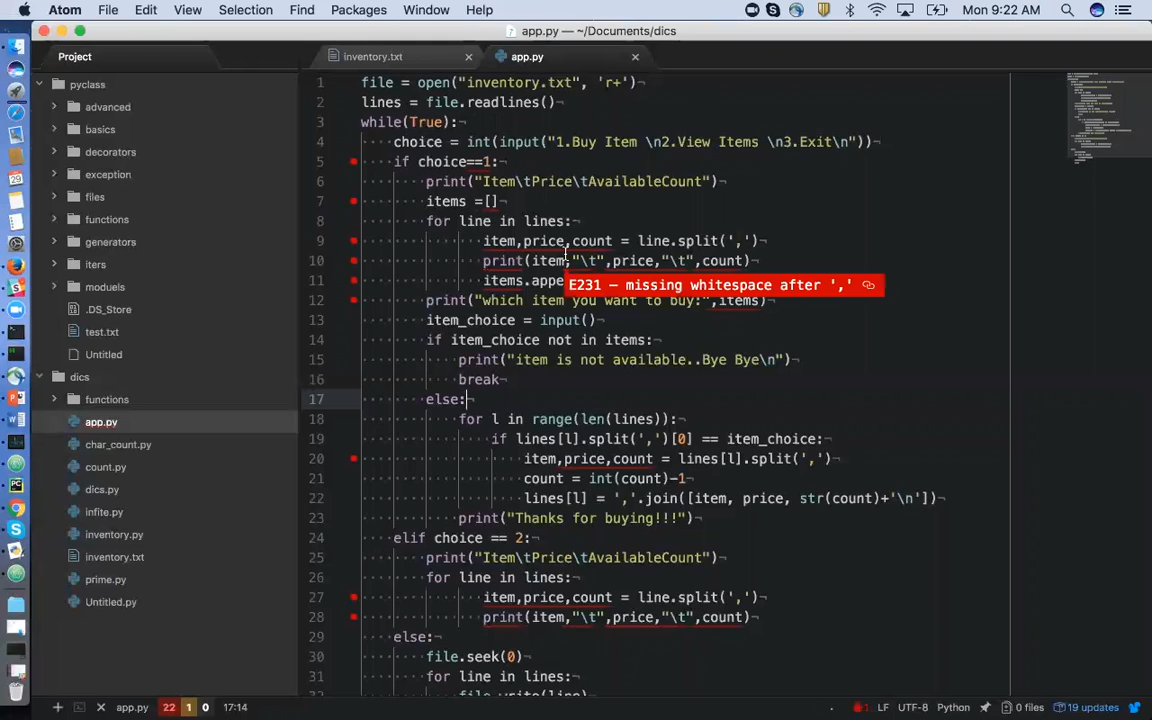 Atom File Edit View Selection Find Packages Window Help Mon 9:22 AM
app.py — ~/Documents/dics
Project
inventory.txt
app.py
pyclass
advanced
basics
decorators
exception
files
functions
generators
iters
moduels
.DS_Store
test.txt
Untitled
dics
functions
app.py
char_count.py
count.py
dics.py
infite.py
inventory.py
inventory.txt
prime.py
Untitled.py
1 file = open("inventory.txt", 'r+')¬
2 lines = file.readlines()¬
3 while(True):¬
4 choice = int(input("1.Buy Item \n2.View Items \n3.Exit\n"))¬
5 if choice==1:¬
6 print("Item\tPrice\tAvailableCount")¬
7 items =[]¬
8 for line in lines:¬
9 item,price,count = line.split(',')¬
10 print(item,"\t",price,"\t",count)¬
11 items.appe
E231 — missing whitespace after ','
12 print("which item you want to buy:",items)¬
13 item_choice = input()¬
14 if item_choice not in items:¬
15 print("item is not available..Bye Bye\n")¬
16 break¬
17 else:¬
18 for l in range(len(lines)):¬
19 if lines[l].split(',')[0] == item_choice:¬
20 item,price,count = lines[l].split(',')¬
21 count = int(count)-1¬
22 lines[l] = ','.join([item, price, str(count)+'\n'])¬
23 print("Thanks for buying!!!")¬
24 elif choice == 2:¬
25 print("Item\tPrice\tAvailableCount")¬
26 for line in lines:¬
27 item,price,count = line.split(',')¬
28 print(item,"\t",price,"\t",count)¬
29 else:¬
30 file.seek(0)¬
31 for line in lines:¬
32 file.write(line)¬
app.py 22 1 0 17:14 LF UTF-8 Python 0 files 19 updates